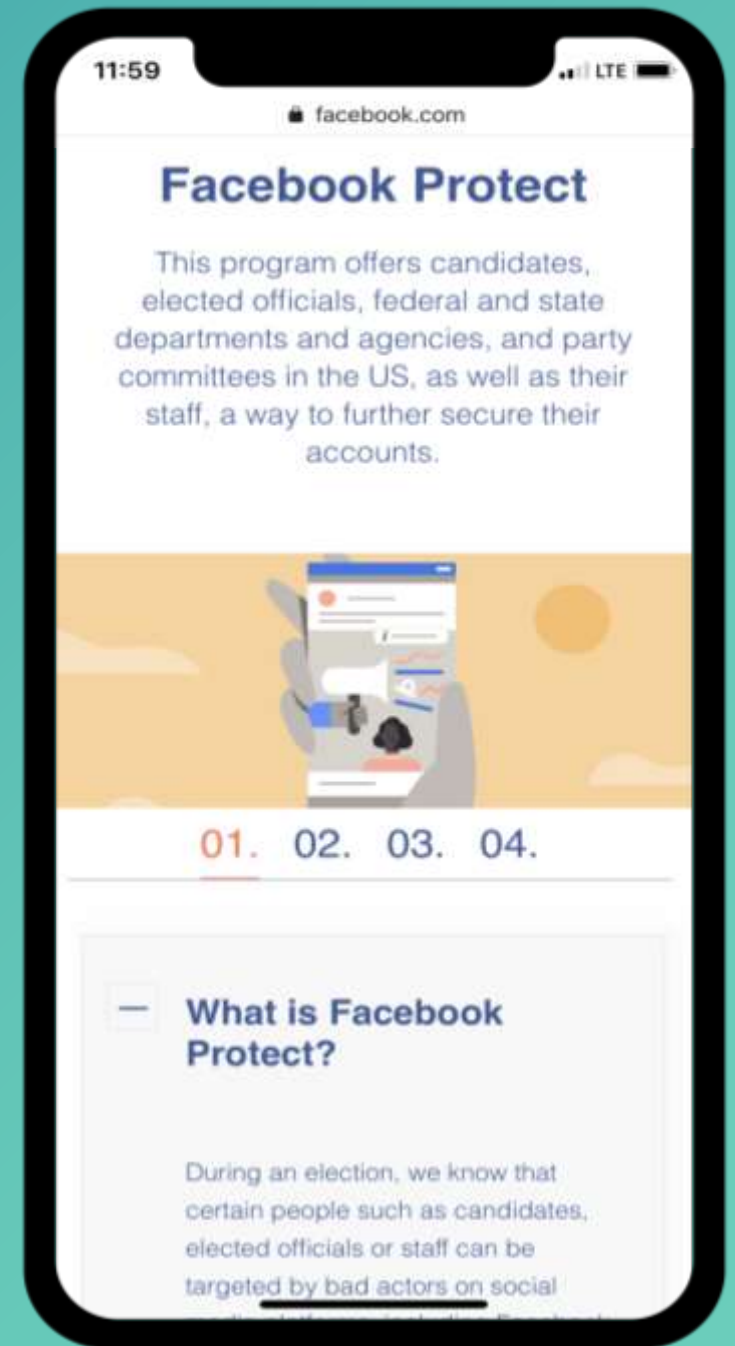 11:59
LTE
facebook.com
Facebook Protect
This program offers candidates,
elected officials, federal and state
departments and agencies, and party
committees in the US, as well as their
staff, a way to further secure their
accounts.
01. 02. 03. 04.
What is Facebook
Protect?
During an election, we know that
certain people such as candidates,
elected officials or staff can be
targeted by bad actors on social